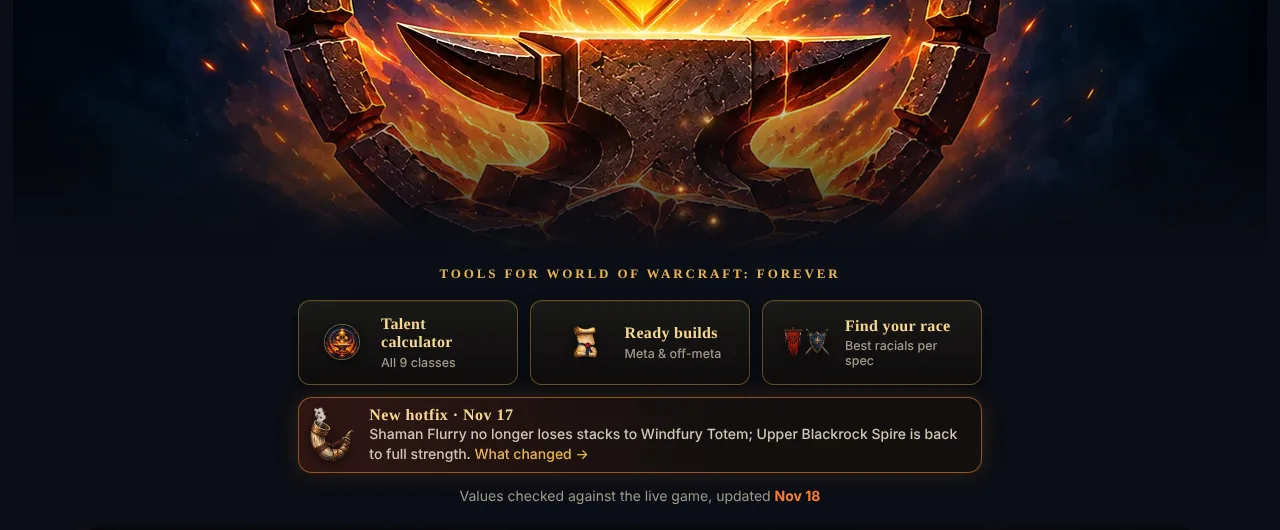 TOOLS FOR WORLD OF WARCRAFT: FOREVER
Talent
calculator
All 9 classes
Ready builds
Meta & off-meta
Find your race
Best racials per
spec
New hotfix · Nov 17
Shaman Flurry no longer loses stacks to Windfury Totem; Upper Blackrock Spire is back
to full strength. What changed →
Values checked against the live game, updated Nov 18